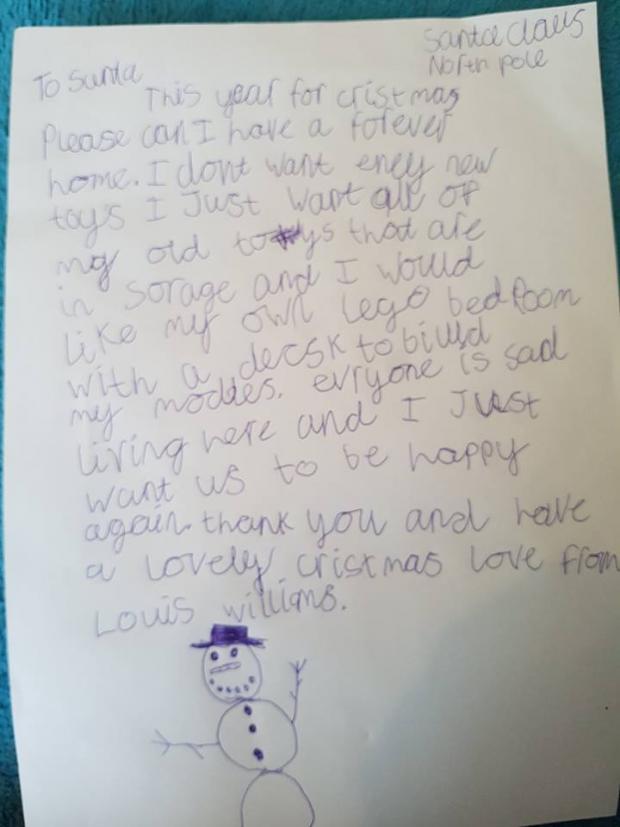 Santa claus
North pole
To Santa
This year for cristmas
Please can I have a forever
home. I dont want eney new
toys I Just want all of
my old toys that are
in sorage and I would
like my own lego bedroom
with a decsk to biulld
my moddes. evryone is sad
living here and I Just
want us to be happy
again. thank you and have
a lovely cristmas love from
Louis williams.